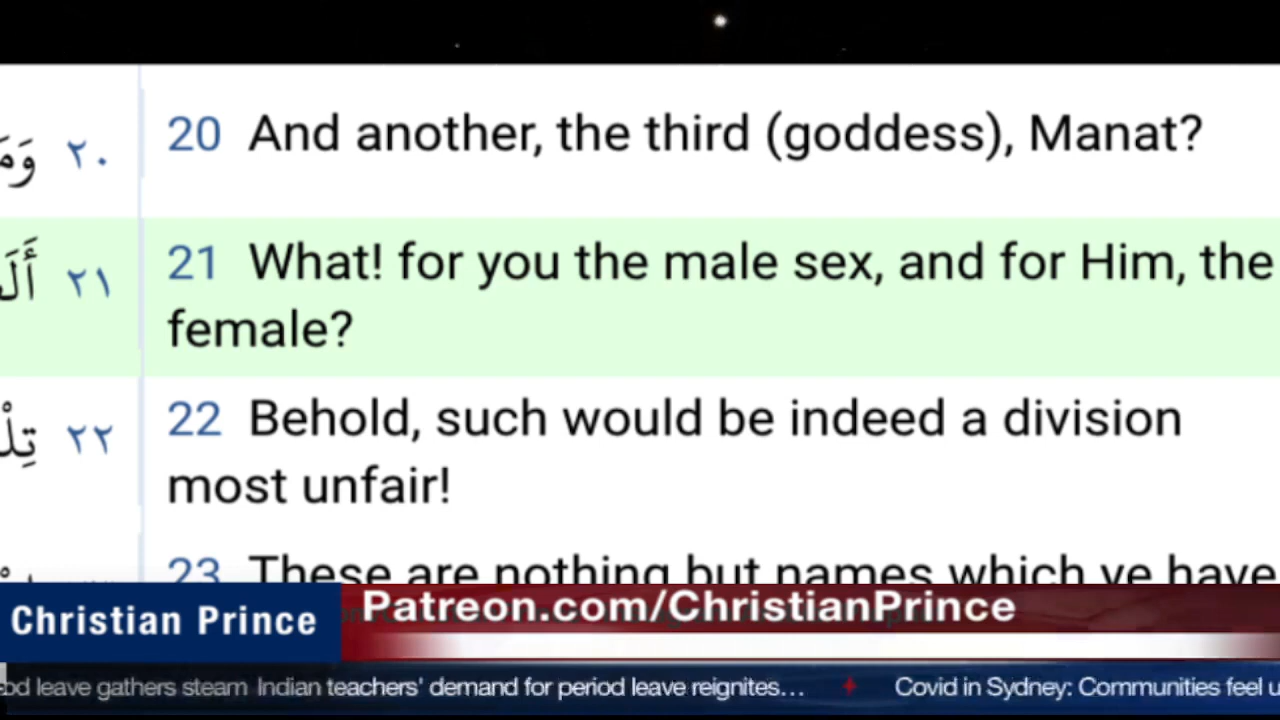 20 And another, the third (goddess), Manat?
٢٠
21 What! for you the male sex, and for Him, the
female?
٢١
22 Behold, such would be indeed a division
most unfair!
٢٢
23 These are nothing but names which ye have
Christian Prince
Patreon.com/ChristianPrince
leave gathers steam Indian teachers' demand for period leave reignites... Covid in Sydney: Communities feel